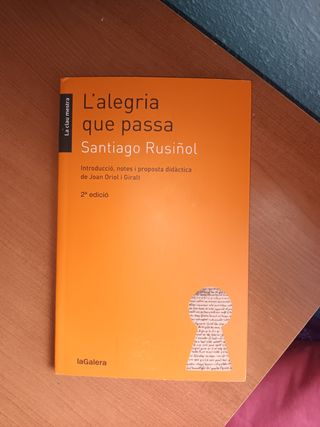 La clau mestra
L'alegria
que passa
Santiago Rusiñol
Introducció, notes i proposta didàctica
de Joan Oriol i Giralt
2ª edició
laGalera